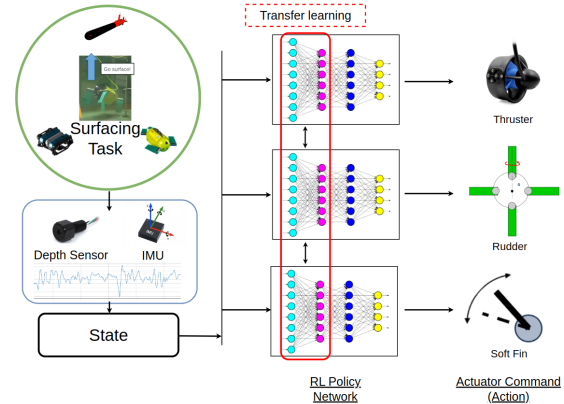 Transfer learning
Go surface!
Surfacing
Task
Thruster
Depth Sensor
IMU
Rudder
State
Soft Fin
RL Policy
Network
Actuator Command
(Action)